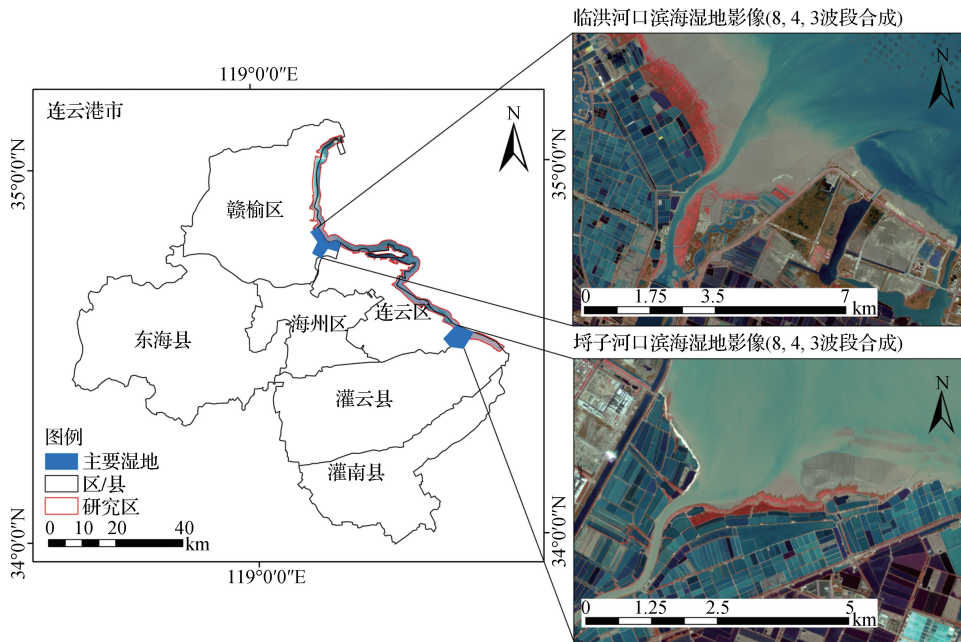 临洪河口滨海湿地影像(8, 4, 3波段合成)
119°0′0″E
连云港市
N
N
35°0′0″N
35°0′0″N
赣榆区
0 1.75 3.5 7
km
连云区
海州区
东海县
埒子河口滨海湿地影像(8, 4, 3波段合成)
N
灌云县
图例
主要湿地
灌南县
区/县
研究区
0 10 20 40
km
34°0′0″N
34°0′0″N
119°0′0″E
0 1.25 2.5 5
km